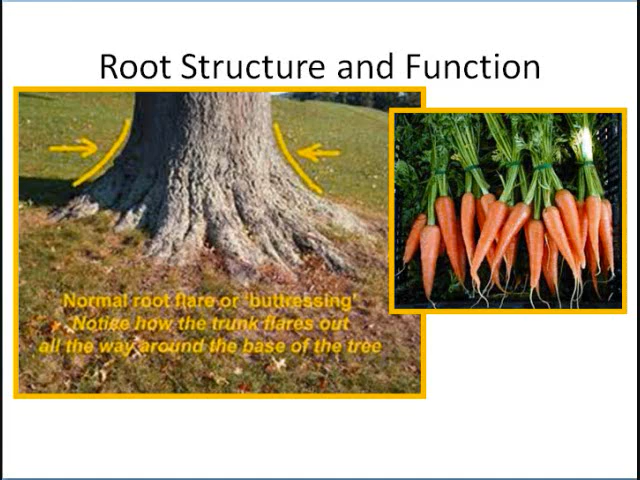 Root Structure and Function
Normal root flare or 'buttressing'
Notice how the trunk flares out
all the way around the base of the tree